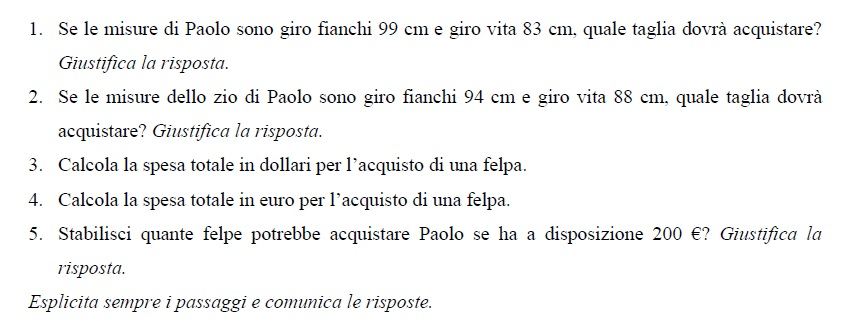 1. Se le misure di Paolo sono giro fianchi 99 cm e giro vita 83 cm, quale taglia dovrà acquistare?
Giustifica la risposta.
2. Se le misure dello zio di Paolo sono giro fianchi 94 cm e giro vita 88 cm, quale taglia dovrà
acquistare? Giustifica la risposta.
3. Calcola la spesa totale in dollari per l’acquisto di una felpa.
4. Calcola la spesa totale in euro per l’acquisto di una felpa.
5. Stabilisci quante felpe potrebbe acquistare Paolo se ha a disposizione 200 €? Giustifica la
risposta.
Esplicita sempre i passaggi e comunica le risposte.